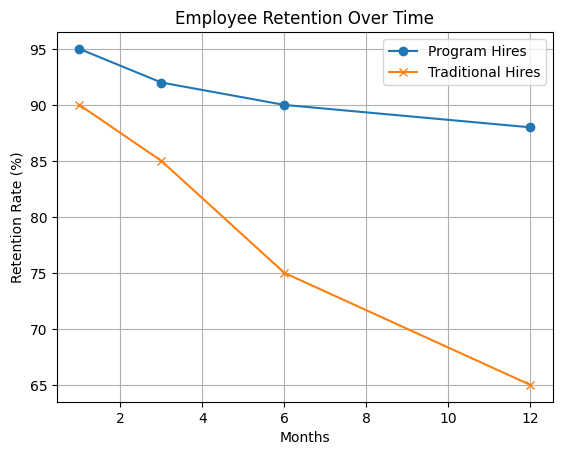 Employee Retention Over Time
Program Hires
Traditional Hires
Retention Rate (%)
95
90
85
80
75
70
65
2 4 6 8 10 12
Months